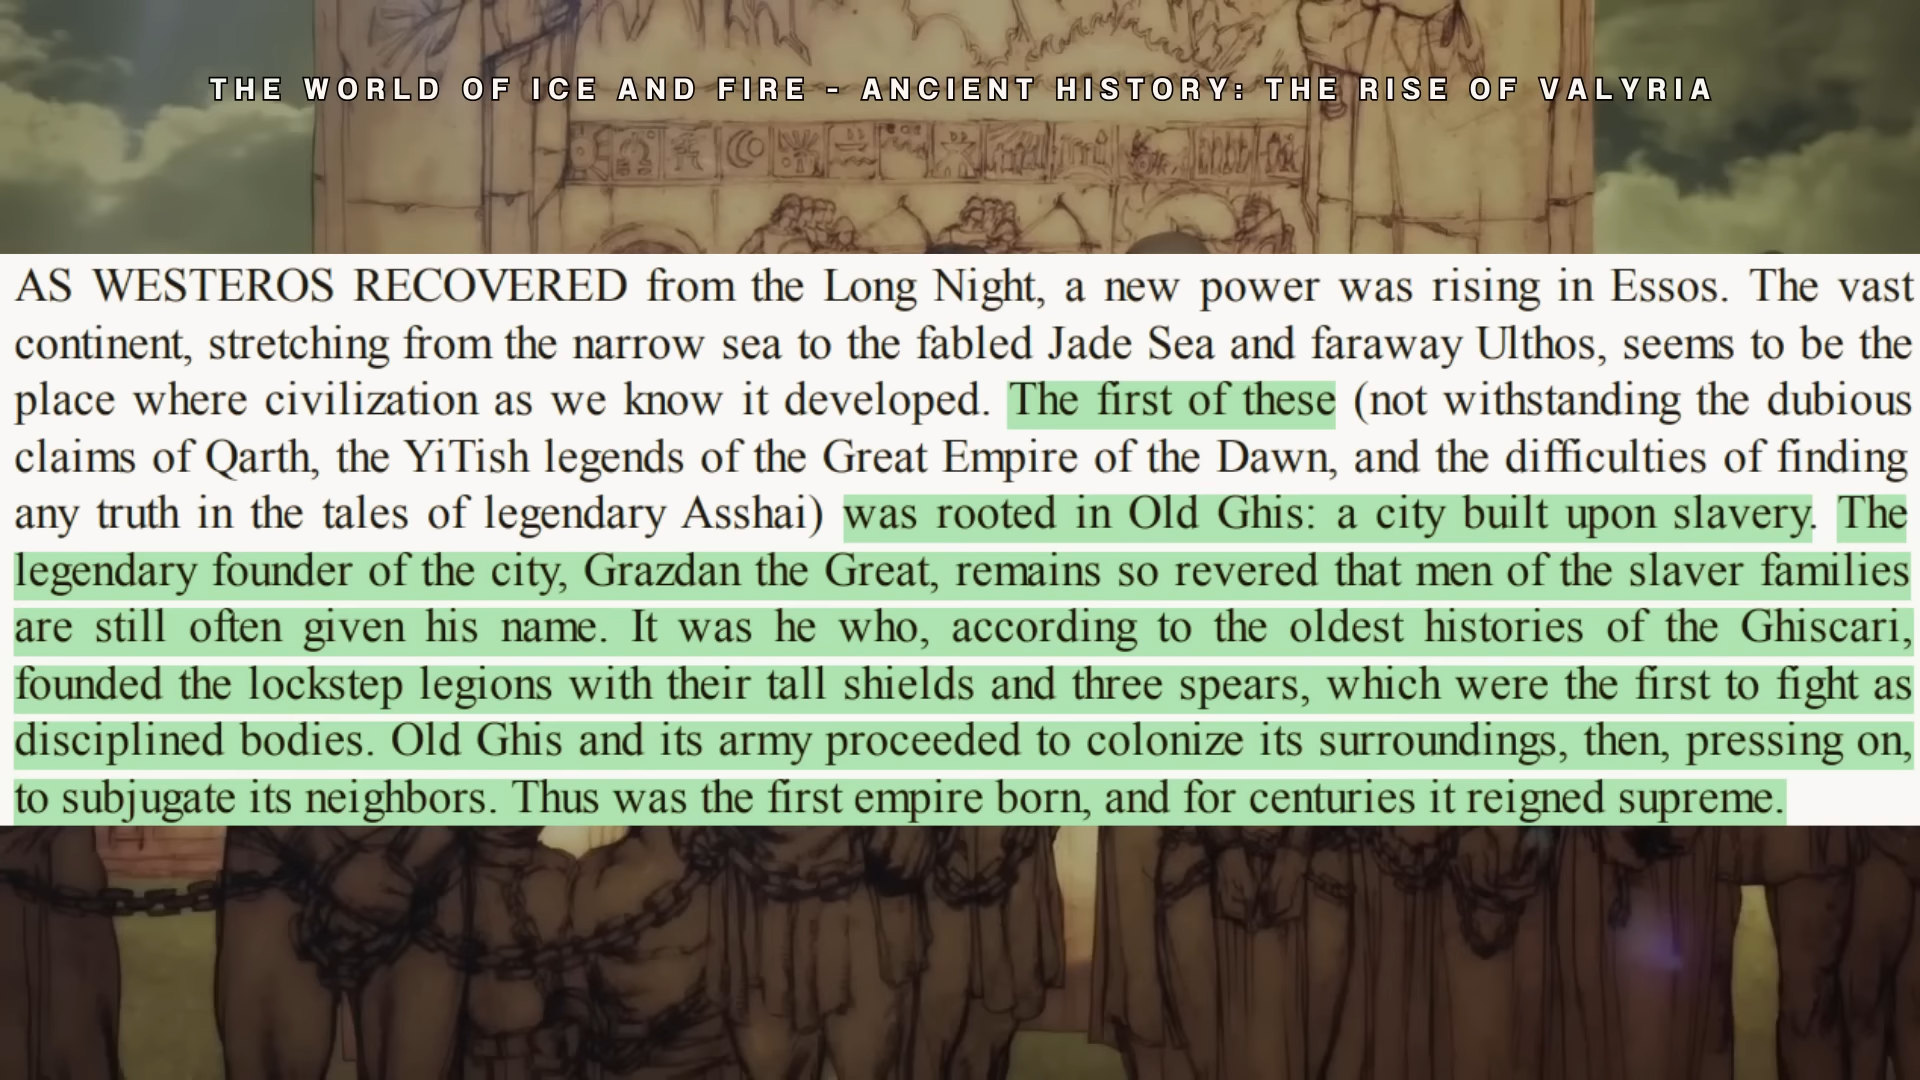 THE WORLD OF ICE AND FIRE - ANCIENT HISTORY: THE RISE OF VALYRIA
AS WESTEROS RECOVERED from the Long Night, a new power was rising in Essos. The vast
continent, stretching from the narrow sea to the fabled Jade Sea and faraway Ulthos, seems to be the
place where civilization as we know it developed. The first of these (not withstanding the dubious
claims of Qarth, the YiTish legends of the Great Empire of the Dawn, and the difficulties of finding
any truth in the tales of legendary Asshai) was rooted in Old Ghis: a city built upon slavery. The
legendary founder of the city, Grazdan the Great, remains so revered that men of the slaver families
are still often given his name. It was he who, according to the oldest histories of the Ghiscari,
founded the lockstep legions with their tall shields and three spears, which were the first to fight as
disciplined bodies. Old Ghis and its army proceeded to colonize its surroundings, then, pressing on,
to subjugate its neighbors. Thus was the first empire born, and for centuries it reigned supreme.